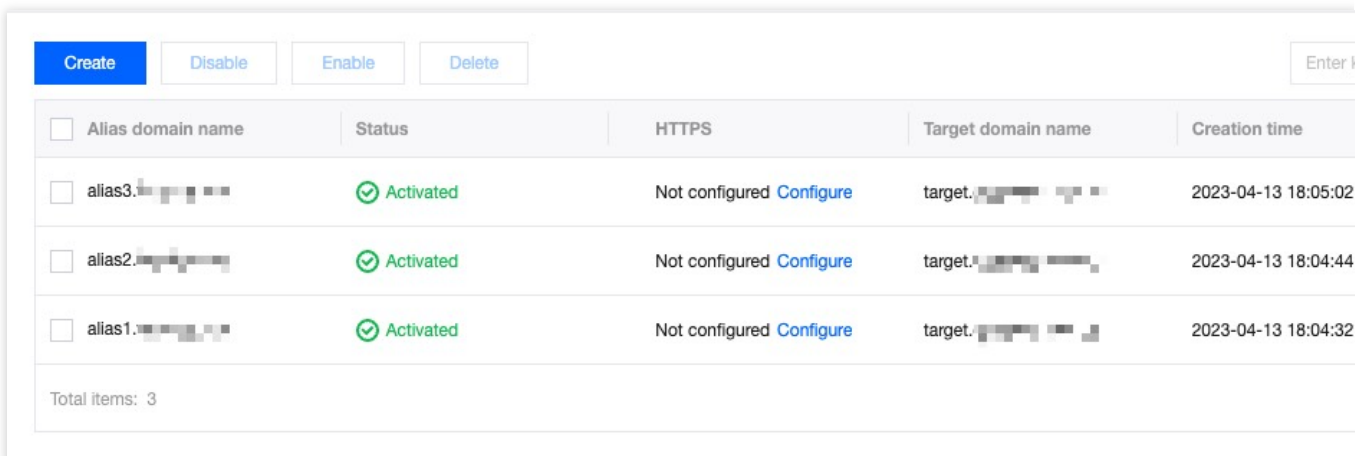 Create Disable Enable Delete Enter
Alias domain name Status HTTPS Target domain name Creation time
alias3. Activated Not configured Configure target. 2023-04-13 18:05:02
alias2. Activated Not configured Configure target. 2023-04-13 18:04:44
alias1. Activated Not configured Configure target. 2023-04-13 18:04:32
Total items: 3